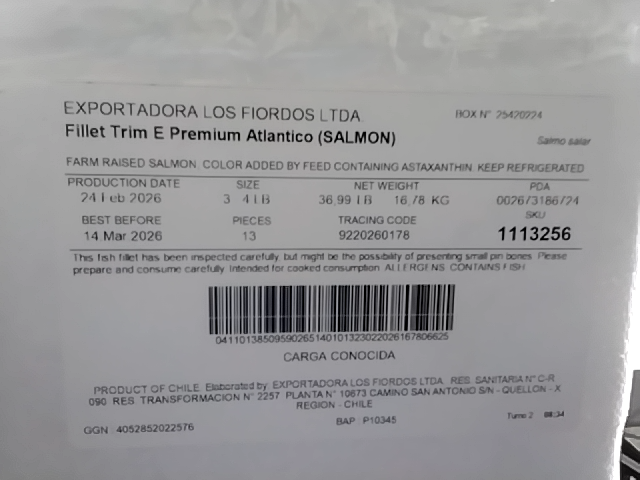 EXPORTADORA LOS FIORDOS LTDA.
BOX N° 25420224
Fillet Trim E Premium Atlantico (SALMON)
Salmo salar
FARM RAISED SALMON. COLOR ADDED BY FEED CONTAINING ASTAXANTHIN. KEEP REFRIGERATED
PRODUCTION DATE SIZE NET WEIGHT PDA
24 Feb 2026 3 4 LB 36,99 LB 16,78 KG 0026/3186/24
BEST BEFORE PIECES TRACING CODE SKU
14 Mar 2026 13 9220260178 1113256
This fish fillet has been inspected carefully, but might be the possibility of presenting small pin bones. Please
prepare and consume carefully. Intended for cooked consumption. ALLERGENS: CONTAINS FISH
CARGA CONOCIDA
PRODUCT OF CHILE. Elaborated by: EXPORTADORA LOS FIORDOS LTDA. RES. SANITARIA N° C-R
090 RES. TRANSFORMACION N° 2257 PLANTA N° 10673 CAMINO SAN ANTONIO S/N - QUELLON - X
REGION - CHILE
GGN 4052852022576 BAP P10345 Turno 2 08:34